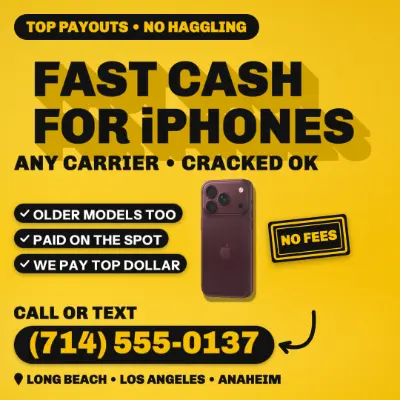 TOP PAYOUTS • NO HAGGLING
FAST CASH
FOR iPHONES
ANY CARRIER • CRACKED OK
OLDER MODELS TOO
PAID ON THE SPOT
WE PAY TOP DOLLAR
NO FEES
CALL OR TEXT
(714) 555-0137
LONG BEACH • LOS ANGELES • ANAHEIM